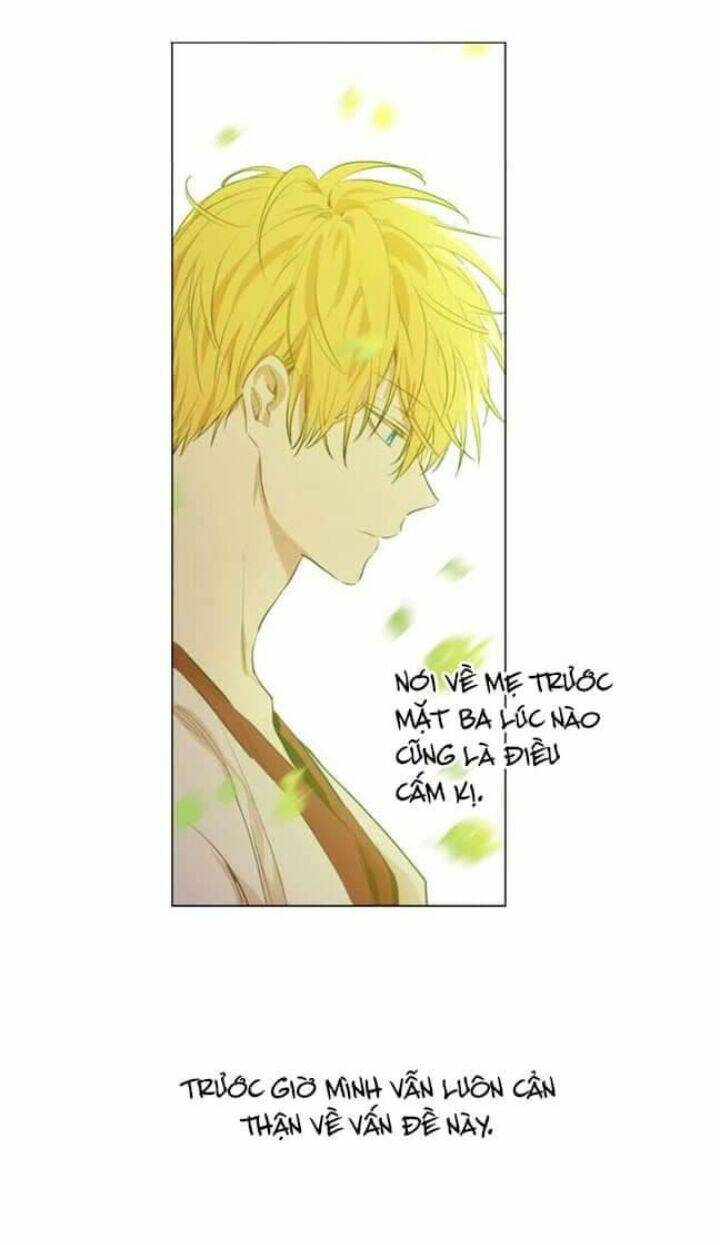 NÓI VỀ MẸ TRƯỚC
MẶT BA LÚC NÀO
CŨNG LÀ ĐIỀU
CẤM KỊ.
TRƯỚC GIỜ MÌNH VẪN LUÔN CẨN
THẬN VỀ VẤN ĐỀ NÀY.